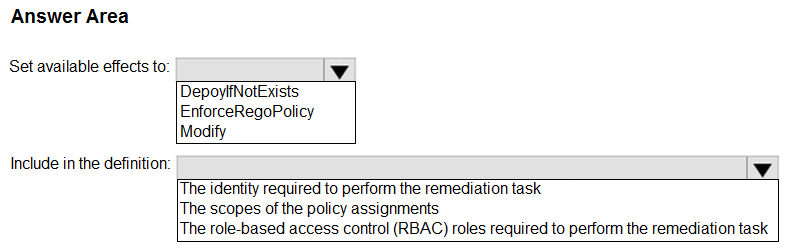 Answer Area
Set available effects to:
DepoyIfNotExists
EnforceRegoPolicy
Modify
Include in the definition:
The identity required to perform the remediation task
The scopes of the policy assignments
The role-based access control (RBAC) roles required to perform the remediation task